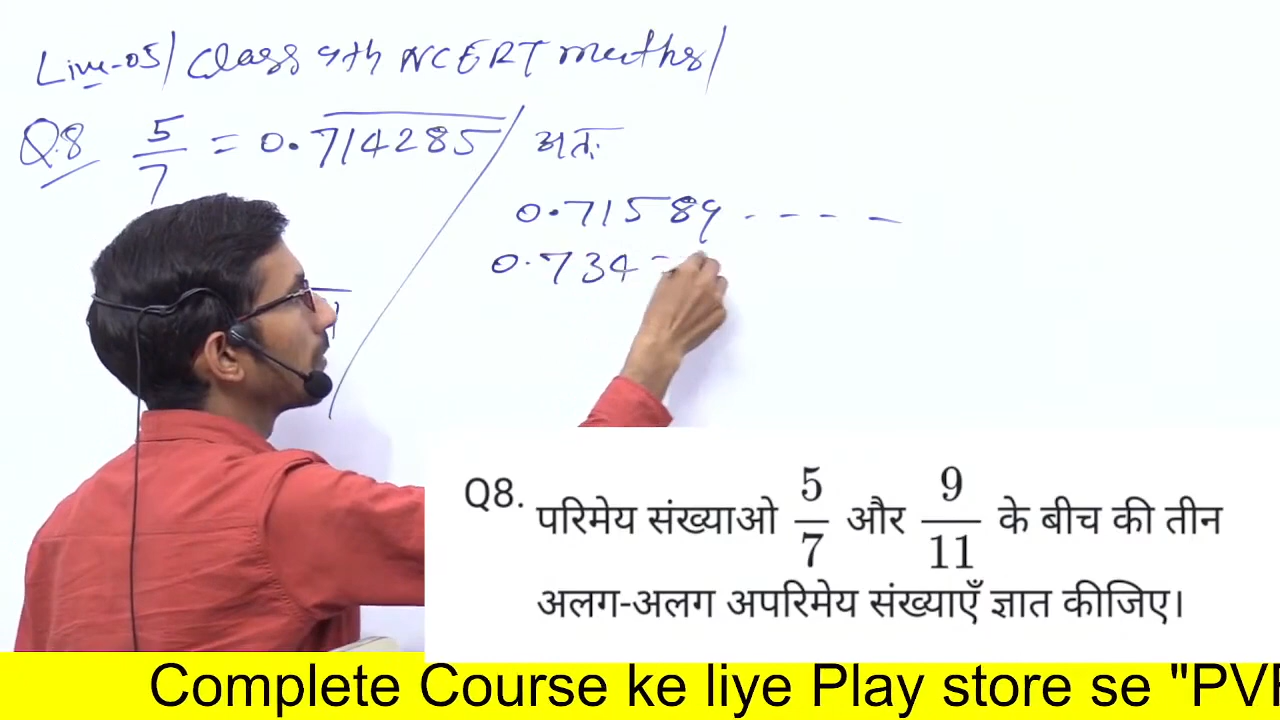 Live-05/ Class 9th NCERT maths/
Q.8 5/7 = 0.714285
अतः
0.71589 - - - -
0.734
Q8. परिमेय संख्याओ 5/7 और 9/11 के बीच की तीन
अलग-अलग अपरिमेय संख्याएँ ज्ञात कीजिए।
Complete Course ke liye Play store se "PVI